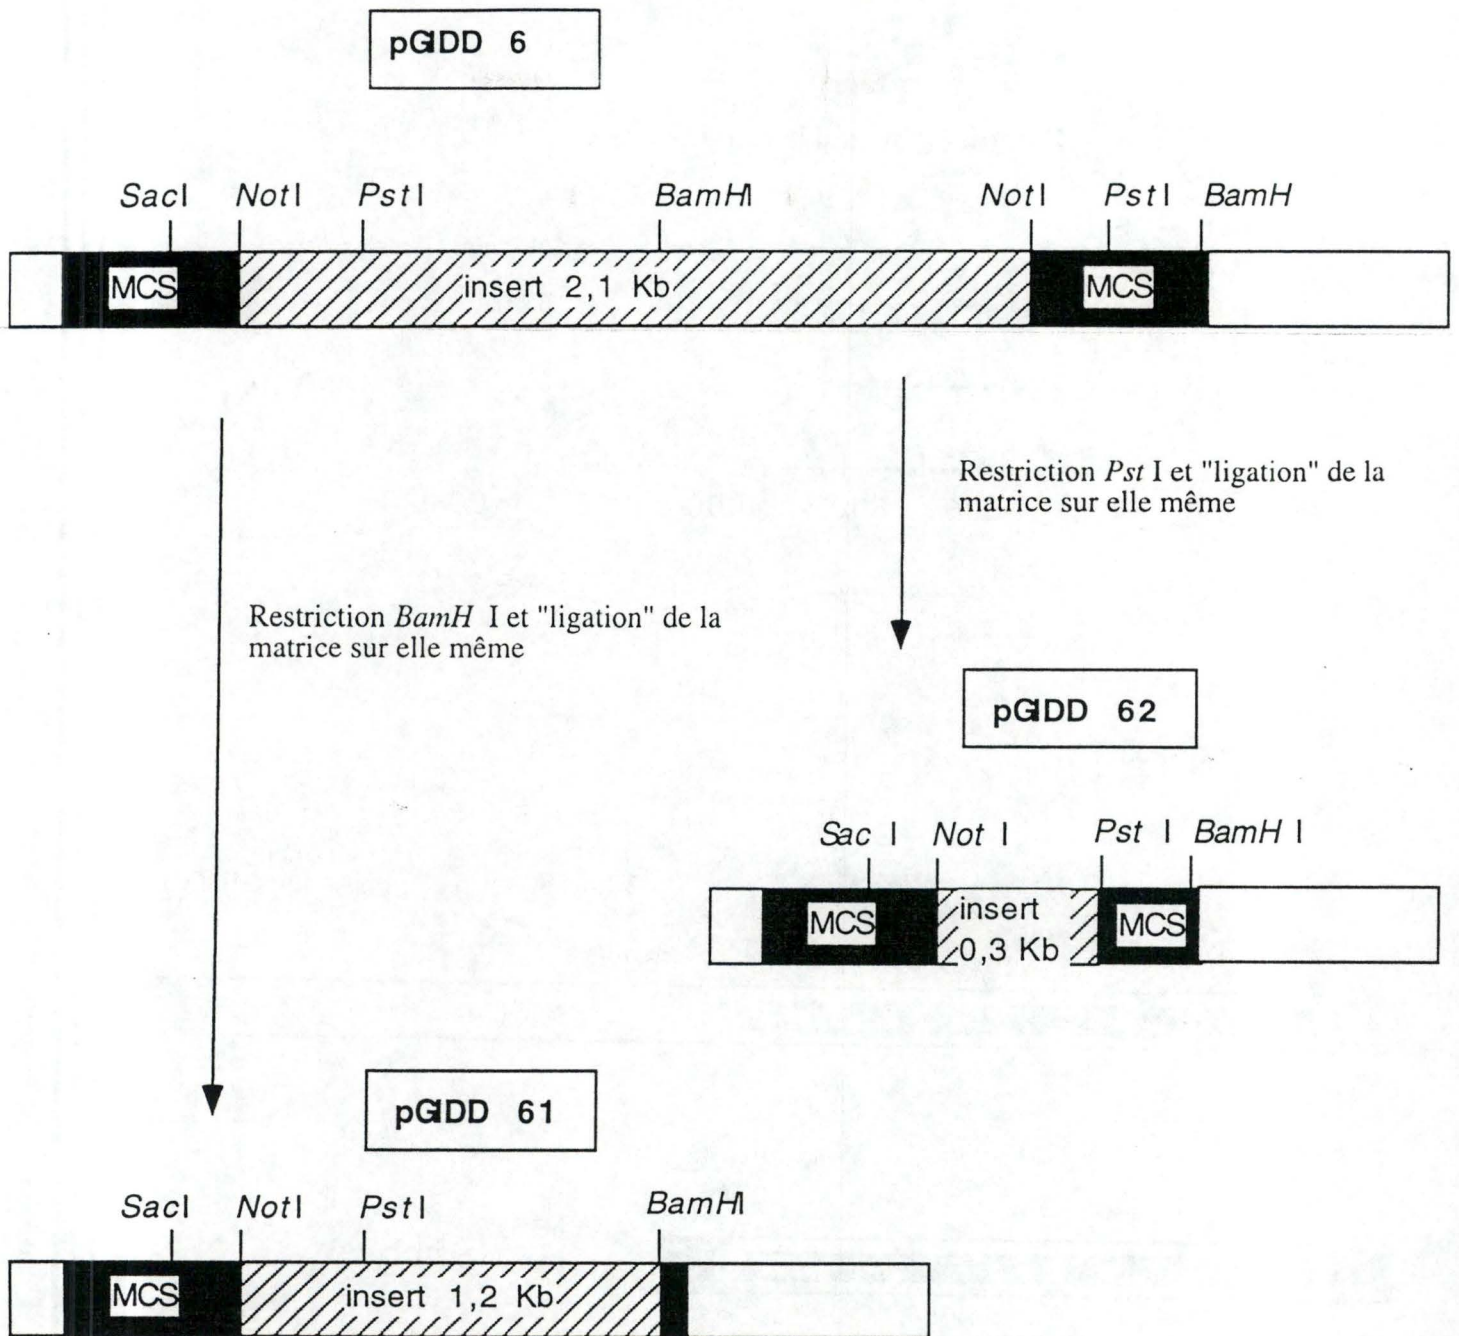 pGIDD 6
SacI NotI PstI BamHI NotI PstI BamH
MCS insert 2,1 Kb MCS
Restriction Pst I et "ligation" de la
matrice sur elle même
Restriction BamH I et "ligation" de la
matrice sur elle même
pGIDD 62
Sac I Not I Pst I BamH I
MCS insert
0,3 Kb MCS
pGIDD 61
SacI NotI PstI BamHI
MCS insert 1,2 Kb